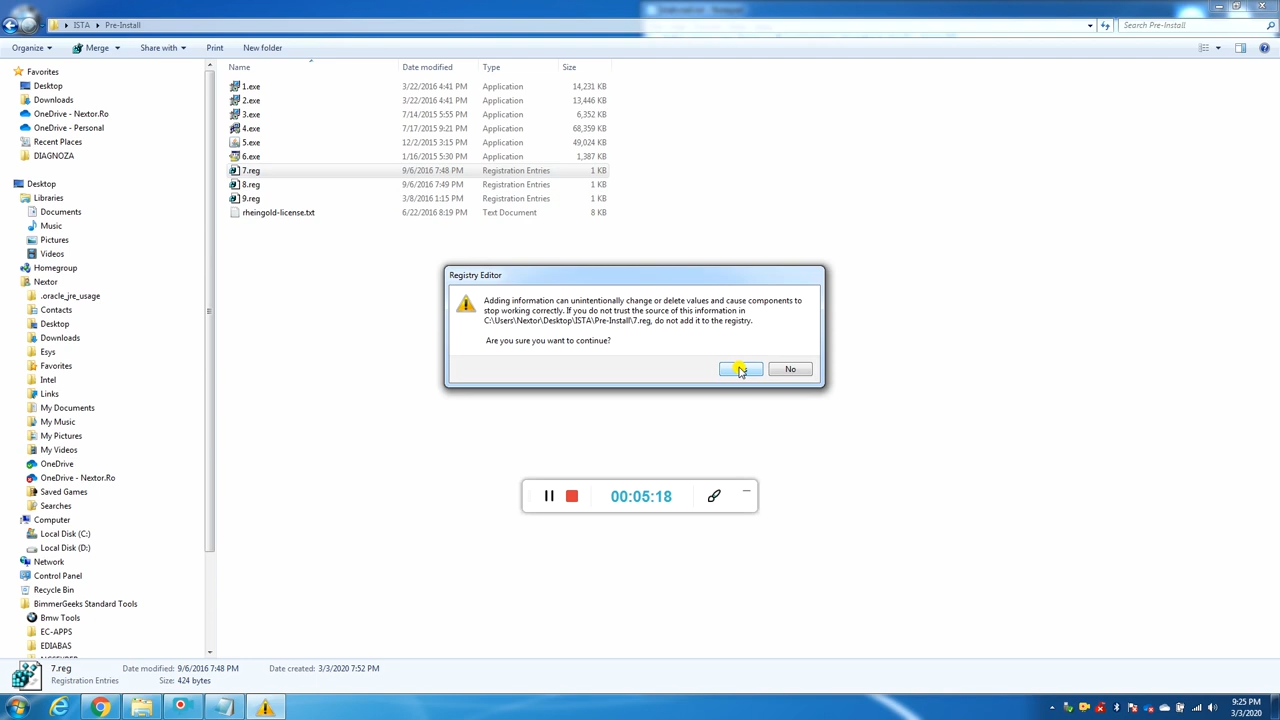 ISTA Pre-Install Search Pre-Install
Organize Merge Share with Print New folder
Name Date modified Type Size
Favorites
Desktop
Downloads
OneDrive - Nextor.Ro
OneDrive - Personal
Recent Places
DIAGNOZA
Desktop
Libraries
Documents
Music
Pictures
Videos
Homegroup
Nextor
.oracle_jre_usage
Contacts
Desktop
Downloads
Esys
Favorites
Intel
Links
My Documents
My Music
My Pictures
My Videos
OneDrive
OneDrive - Nextor.Ro
Saved Games
Searches
Computer
Local Disk (C:)
Local Disk (D:)
Network
Control Panel
Recycle Bin
BimmerGeeks Standard Tools
Bmw Tools
EC-APPS
EDIABAS
1.exe 3/22/2016 4:41 PM Application 14,231 KB
2.exe 3/22/2016 4:41 PM Application 13,446 KB
3.exe 7/14/2015 5:55 PM Application 6,352 KB
4.exe 7/17/2015 9:21 PM Application 68,359 KB
5.exe 12/2/2015 3:15 PM Application 49,024 KB
6.exe 1/16/2015 5:30 PM Application 1,387 KB
7.reg 9/6/2016 7:48 PM Registration Entries 1 KB
8.reg 9/6/2016 7:49 PM Registration Entries 1 KB
9.reg 3/8/2016 1:15 PM Registration Entries 1 KB
rheingold-license.txt 6/22/2016 8:19 PM Text Document 8 KB
Registry Editor
Adding information can unintentionally change or delete values and cause components to
stop working correctly. If you do not trust the source of this information in
C:\Users\Nextor\Desktop\ISTA\Pre-Install\7.reg, do not add it to the registry.
Are you sure you want to continue?
No
00:05:18
7.reg Date modified: 9/6/2016 7:48 PM Date created: 3/3/2020 7:52 PM
Registration Entries Size: 424 bytes
9:25 PM
3/3/2020